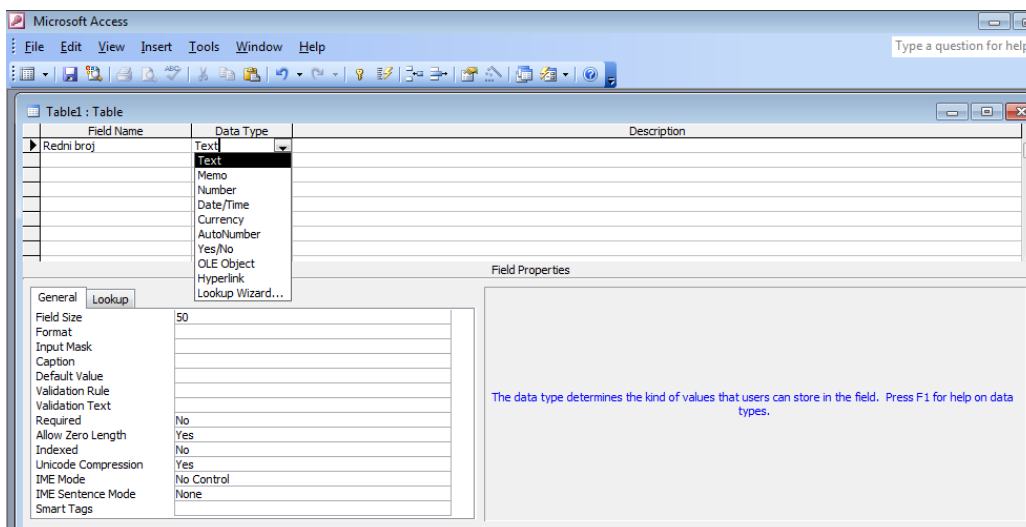 Microsoft Access
File Edit View Insert Tools Window Help
Type a question for help
Table1 : Table
Field Name Data Type Description
Redni broj Text
Text
Memo
Number
Date/Time
Currency
AutoNumber
Yes/No
OLE Object
Hyperlink
Lookup Wizard...
Field Properties
General Lookup
Field Size 50
Format
Input Mask
Caption
Default Value
Validation Rule
Validation Text
Required No
Allow Zero Length Yes
Indexed No
Unicode Compression Yes
IME Mode No Control
IME Sentence Mode None
Smart Tags
The data type determines the kind of values that users can store in the field. Press F1 for help on data
types.